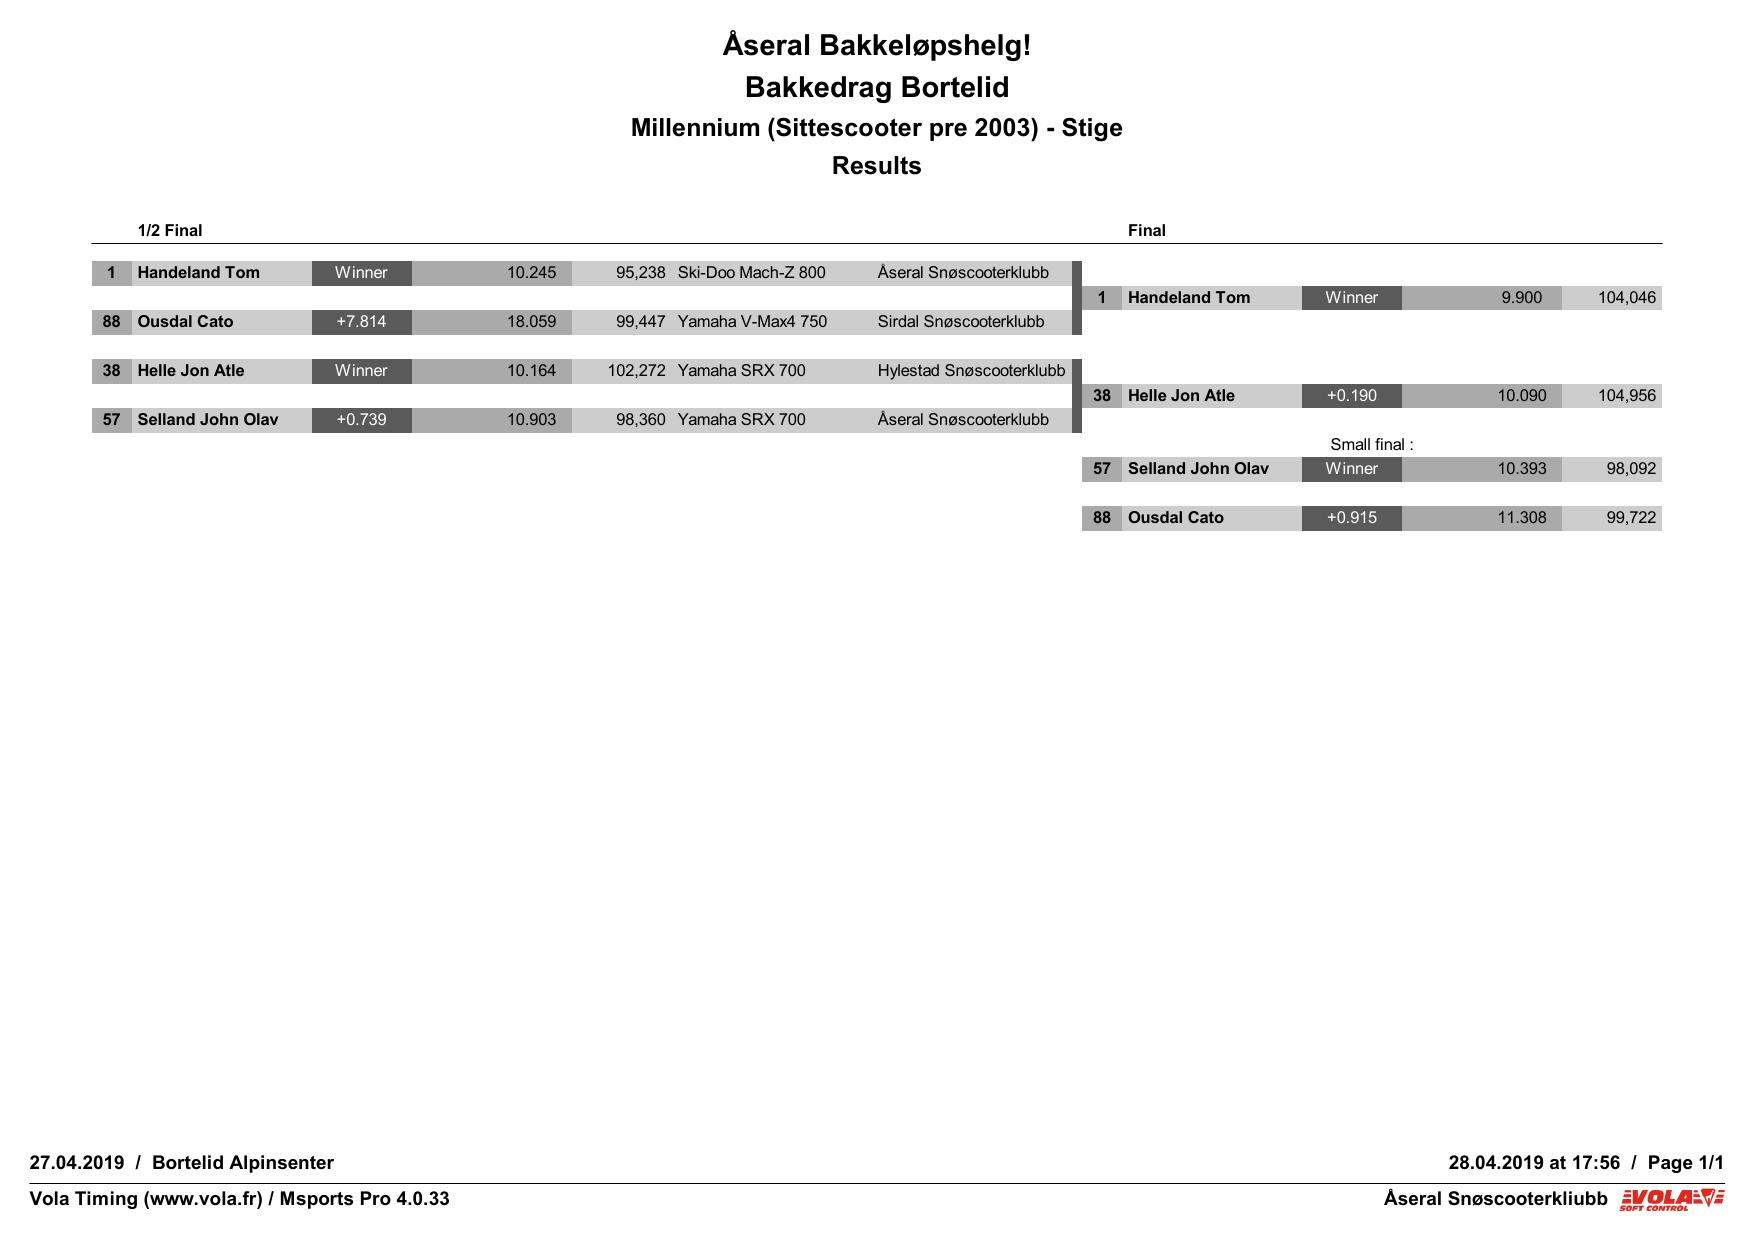 Åseral Bakkeløpshelg!
Bakkedrag Bortelid
Millennium (Sittescooter pre 2003) - Stige
Results
1/2 Final Final
1 Handeland Tom Winner 10.245 95,238 Ski-Doo Mach-Z 800 Åseral Snøscooterklubb
1 Handeland Tom Winner 9.900 104,046
88 Ousdal Cato +7.814 18.059 99,447 Yamaha V-Max4 750 Sirdal Snøscooterklubb
38 Helle Jon Atle Winner 10.164 102,272 Yamaha SRX 700 Hylestad Snøscooterklubb
38 Helle Jon Atle +0.190 10.090 104,956
57 Selland John Olav +0.739 10.903 98,360 Yamaha SRX 700 Åseral Snøscooterklubb
Small final :
57 Selland John Olav Winner 10.393 98,092
88 Ousdal Cato +0.915 11.308 99,722
27.04.2019 / Bortelid Alpinsenter 28.04.2019 at 17:56 / Page 1/1
Vola Timing (www.vola.fr) / Msports Pro 4.0.33 Åseral Snøscooterkliubb VOLA
SOFT CONTROL